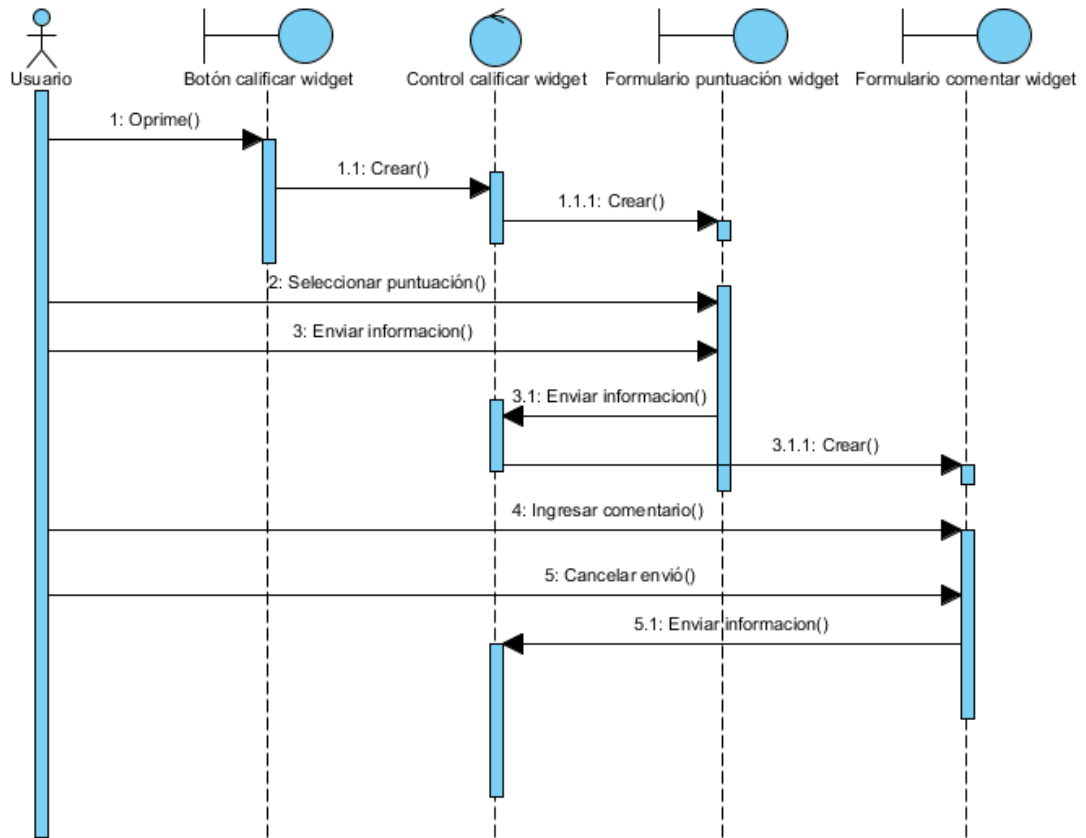 Usuario
Botón calificar widget
Control calificar widget
Formulario puntuación widget
Formulario comentar widget
1: Oprime()
1.1: Crear()
1.1.1: Crear()
2: Seleccionar puntuación()
3: Enviar informacion()
3.1: Enviar informacion()
3.1.1: Crear()
4: Ingresar comentario()
5: Cancelar envió()
5.1: Enviar informacion()